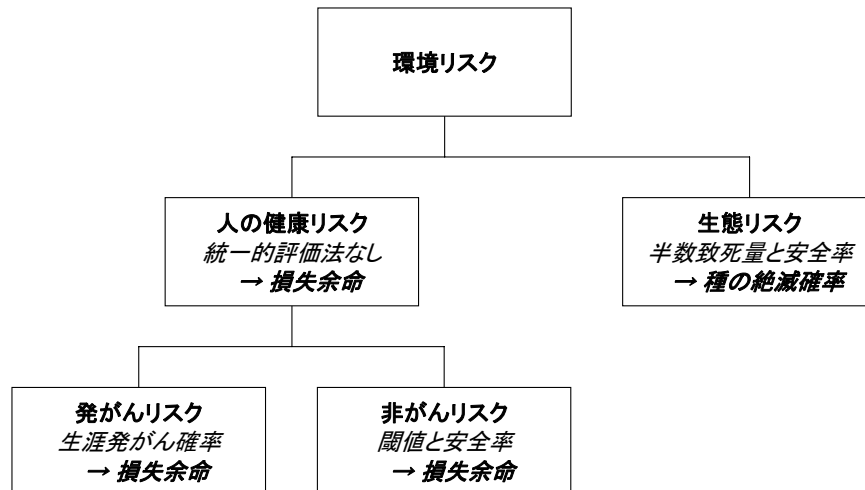 環境リスク
人の健康リスク
統一的評価法なし
→ 損失余命
生態リスク
半数致死量と安全率
→ 種の絶滅確率
発がんリスク
生涯発がん確率
→ 損失余命
非がんリスク
閾値と安全率
→ 損失余命